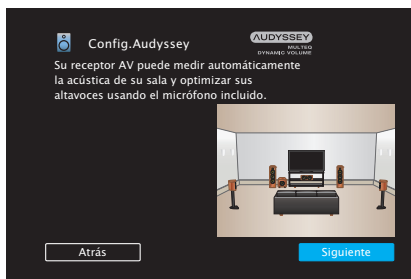 Config.Audyssey
AUDYSSEY
MULTEQ
DYNAMIC VOLUME
Su receptor AV puede medir automáticamente
la acústica de su sala y optimizar sus
altavoces usando el micrófono incluido.
Atrás
Siguiente